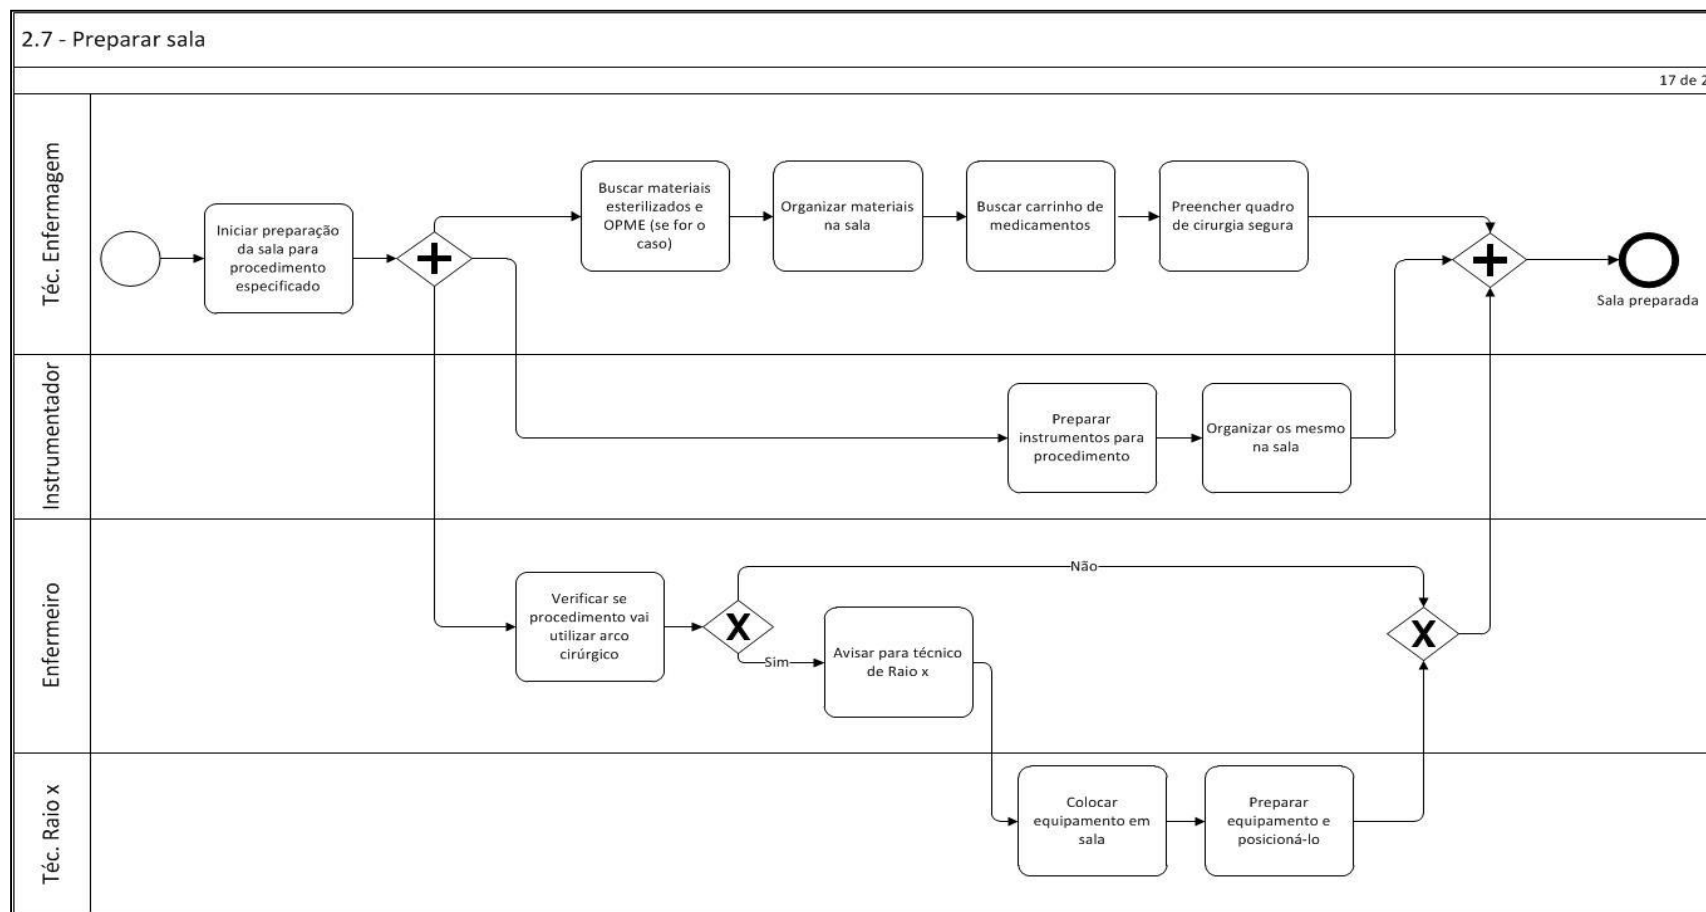 2.7 - Preparar sala
17 de 2
Téc. Enfermagem
Iniciar preparação
da sala para
procedimento
especificado
Buscar materiais
esterilizados e
OPME (se for o
caso)
Organizar materiais
na sala
Buscar carrinho de
medicamentos
Preencher quadro
de cirurgia segura
Sala preparada
Instrumentador
Preparar
instrumentos para
procedimento
Organizar os mesmo
na sala
Enfermeiro
Verificar se
procedimento vai
utilizar arco
cirúrgico
X
Não
Sim
Avisar para técnico
de Raio x
X
Téc. Raio x
Colocar
equipamento em
sala
Preparar
equipamento e
posicioná-lo